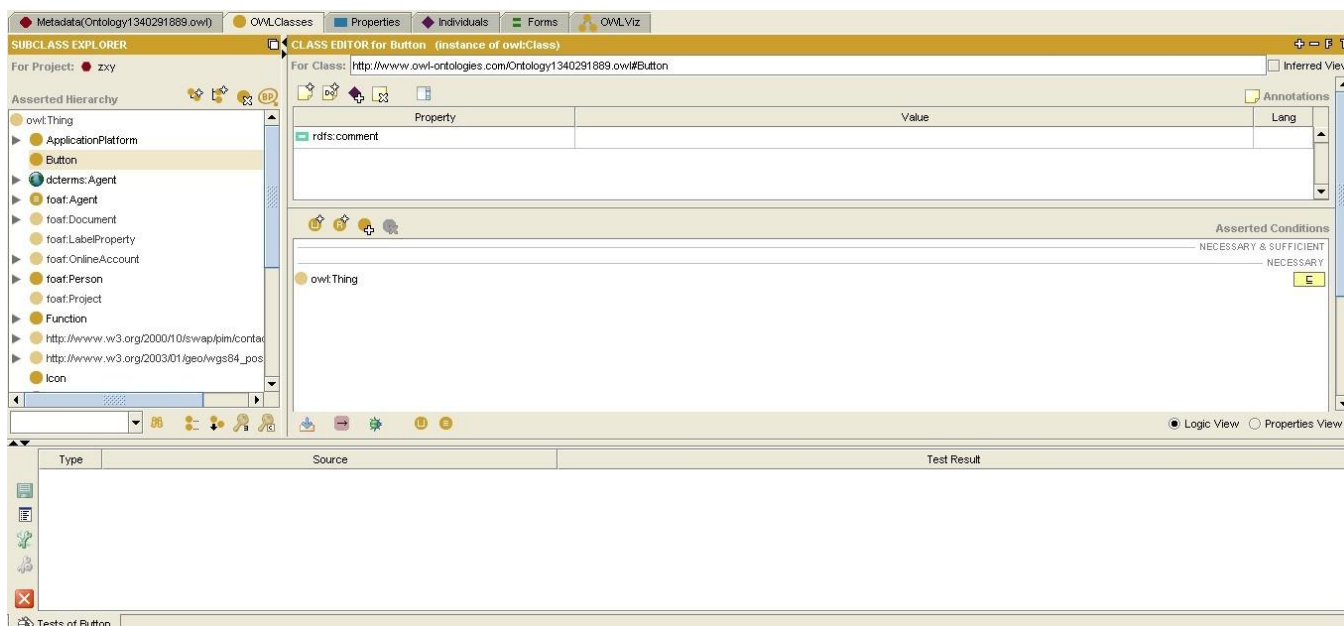 Metadata(Ontology1340291889.owl) OWLClasses Properties Individuals Forms OWLViz
SUBCLASS EXPLORER
For Project: zxy
Asserted Hierarchy
owl:Thing
ApplicationPlatform
Button
dcterms:Agent
foaf:Agent
foaf:Document
foaf:LabelProperty
foaf:OnlineAccount
foaf:Person
foaf:Project
Function
http://www.w3.org/2000/10/swap/pim/contac
http://www.w3.org/2003/01/geo/wgs84_pos
Icon
CLASS EDITOR for Button (instance of owl:Class)
For Class: http://www.owl-ontologies.com/Ontology1340291889.owl#Button Inferred View
Annotations
Property Value Lang
rdfs:comment
Asserted Conditions
NECESSARY & SUFFICIENT
NECESSARY
owl:Thing ⊑
Logic View Properties View
Type Source Test Result
Tests of Button